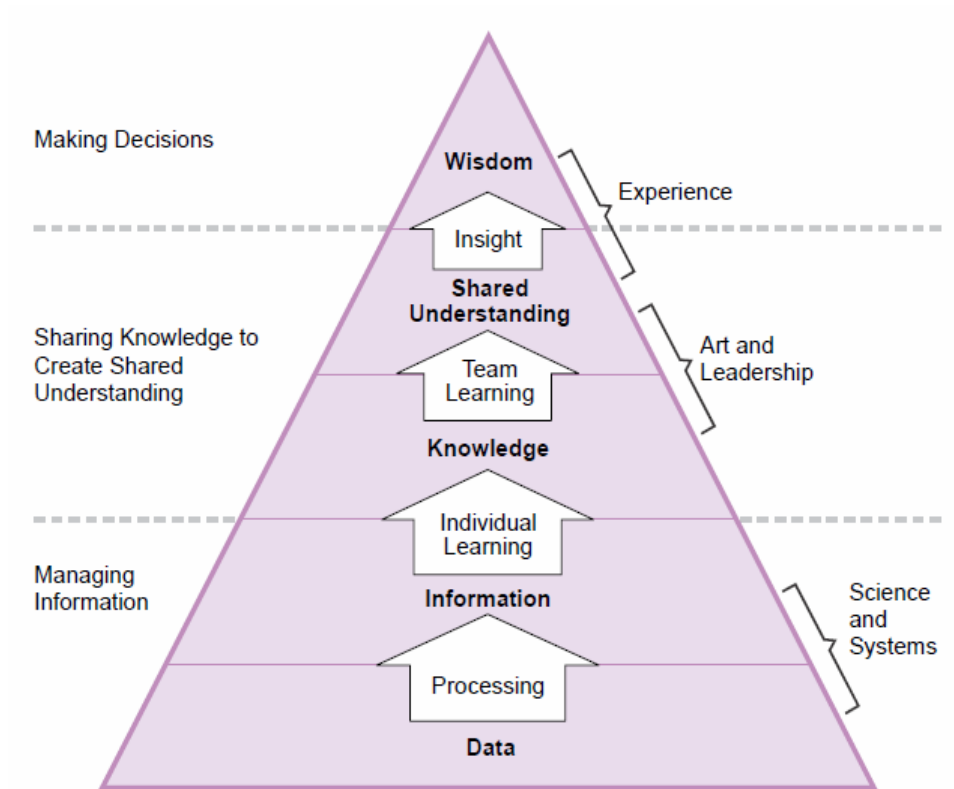 Making Decisions
Wisdom
Experience
Insight
Shared
Understanding
Sharing Knowledge to
Create Shared
Understanding
Art and
Leadership
Team
Learning
Knowledge
Individual
Learning
Managing
Information
Information
Science
and
Systems
Processing
Data